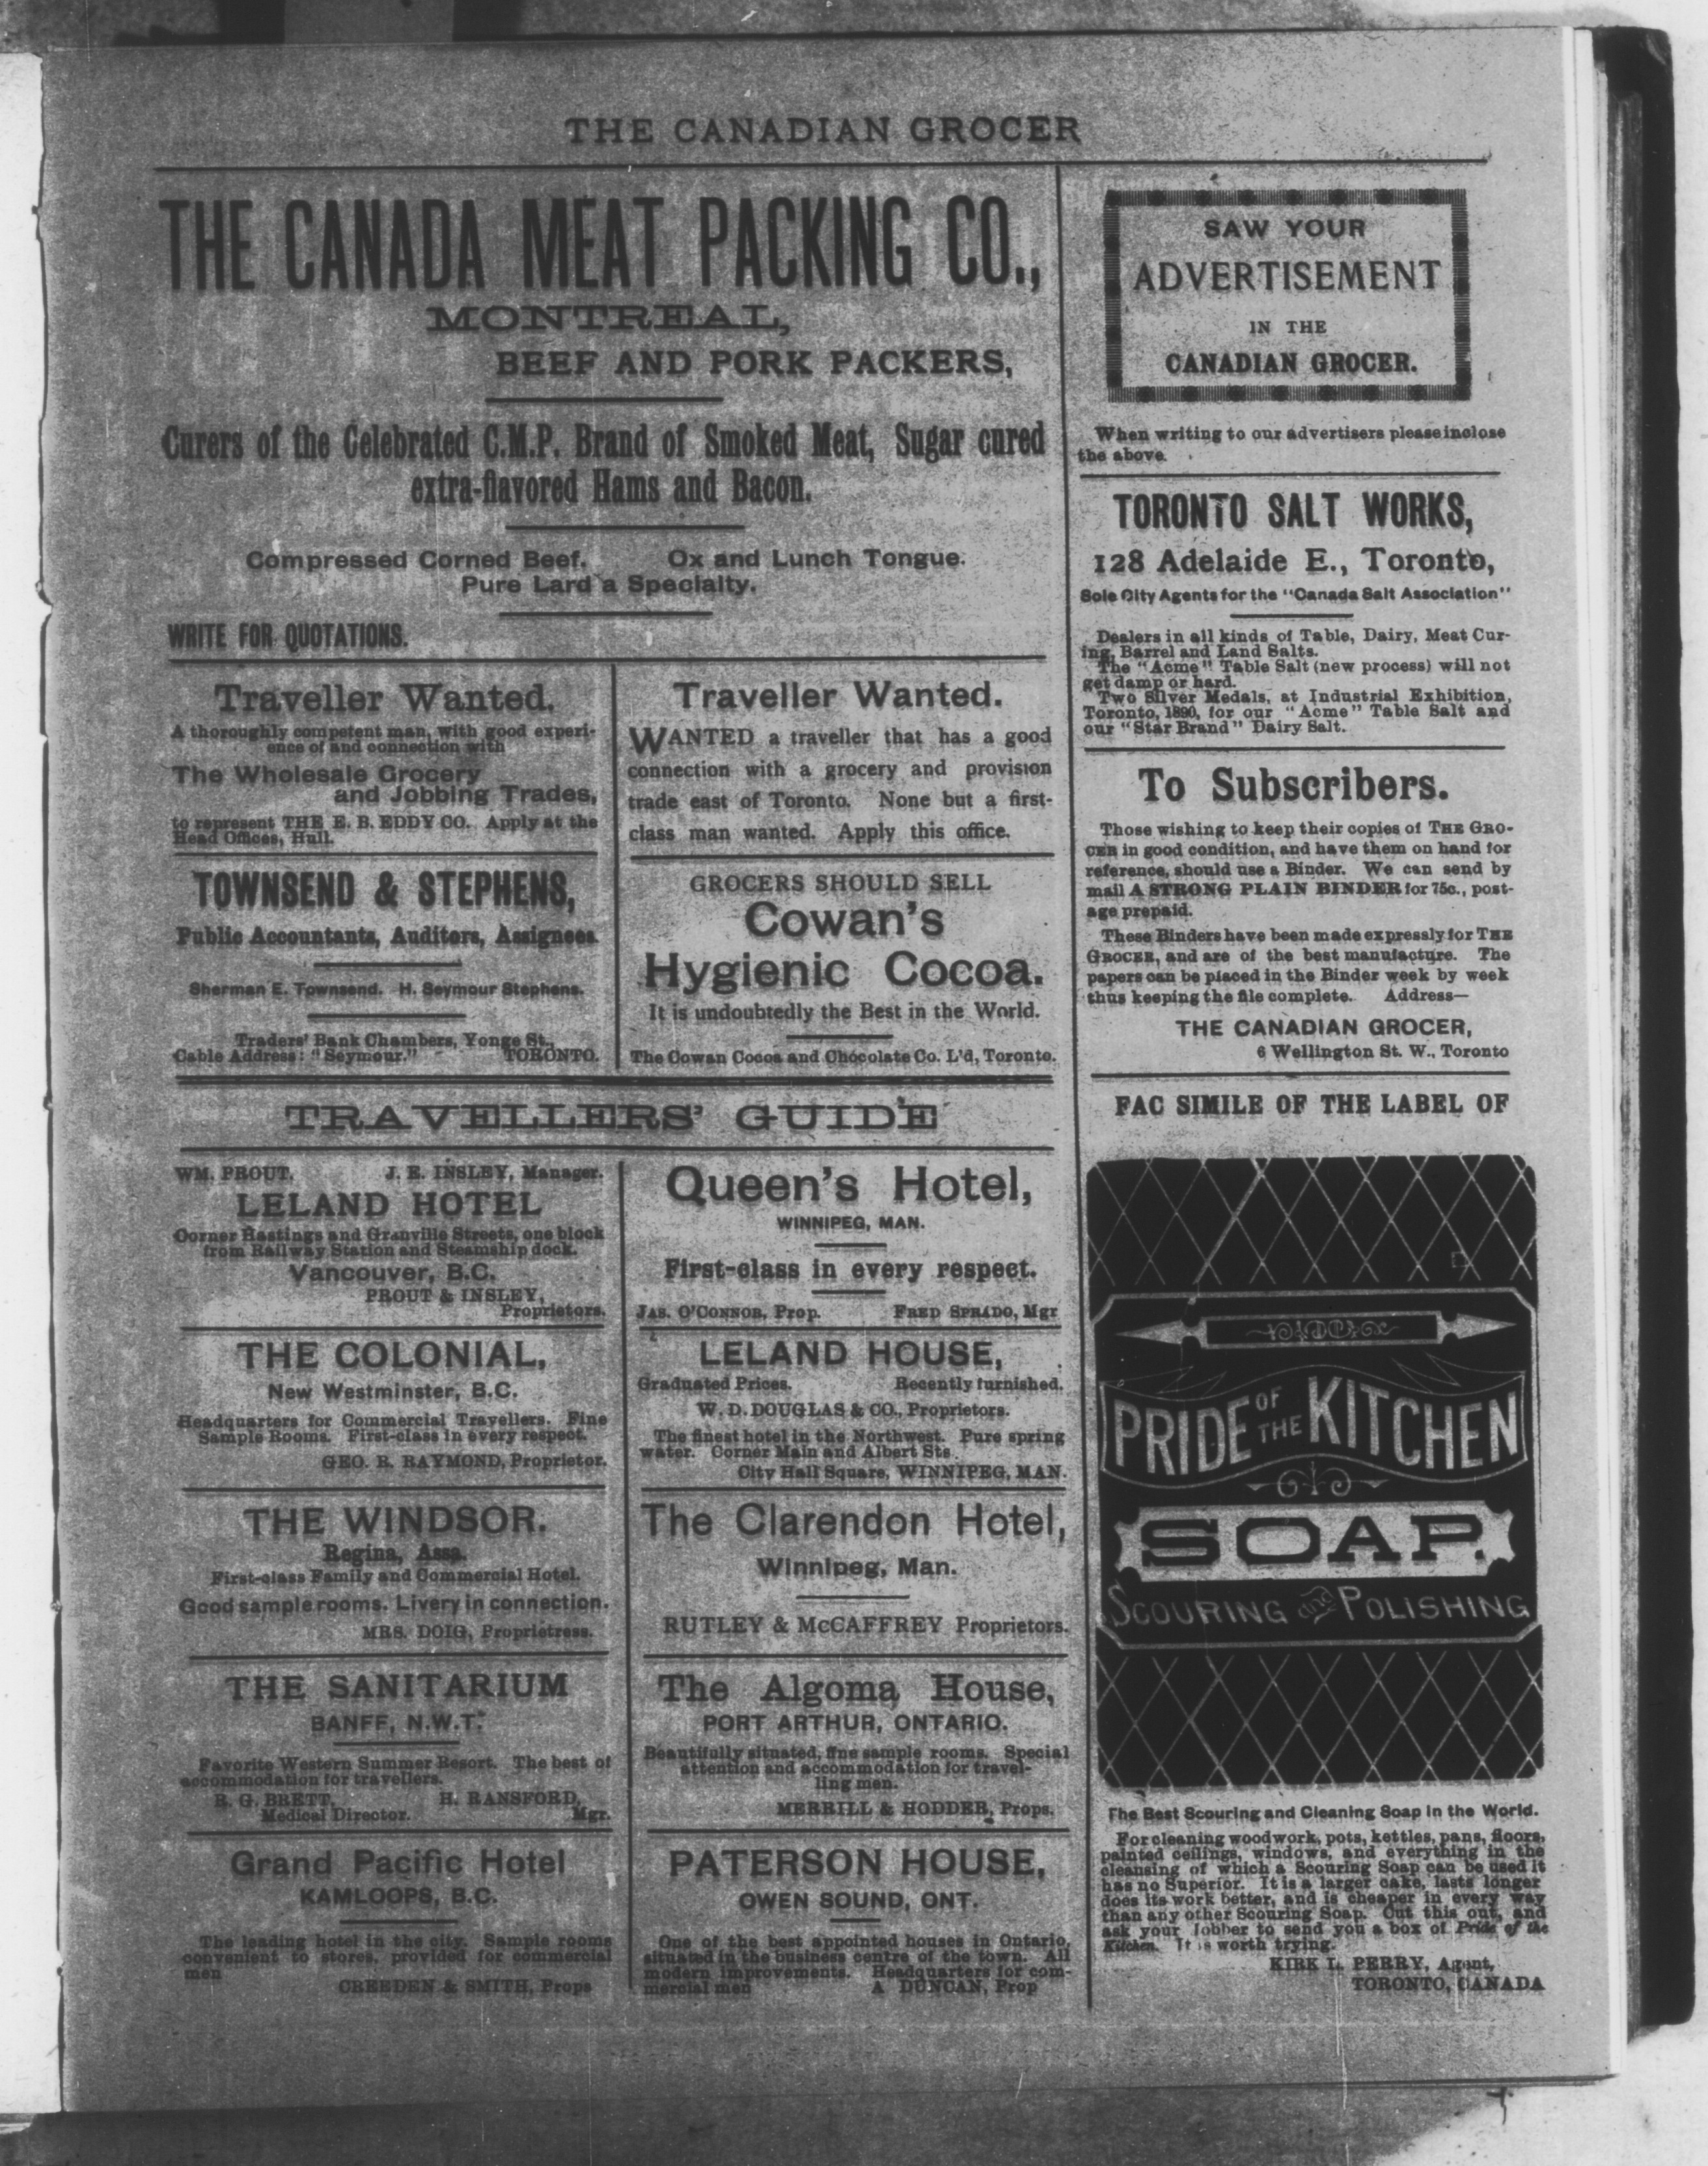 THE CANADIAN GROCER
THE CANADA MEAT PACKING CO.,
MONTREAL,
BEEF AND PORK PACKERS,
Curers of the Celebrated C.M.P. Brand of Smoked Meat, Sugar cured
extra-flavored Hams and Bacon.
Compressed Corned Beef. Ox and Lunch Tongue.
Pure Lard a Specialty.
WRITE FOR QUOTATIONS.
Traveller Wanted.
A thoroughly competent man, with good experi-
ence of and connection with
The Wholesale Grocery
and Jobbing Trades,
to represent THE E. B. EDDY CO. Apply at the
Head Offices, Hull.
TOWNSEND & STEPHENS,
Public Accountants, Auditors, Assignees.
Sherman E. Townsend. H. Seymour Stephens.
Traders' Bank Chambers, Yonge St.,
Cable Address: "Seymour." TORONTO.
Traveller Wanted.
WANTED a traveller that has a good
connection with a grocery and provision
trade east of Toronto. None but a first-
class man wanted. Apply this office.
GROCERS SHOULD SELL
Cowan's
Hygienic Cocoa.
It is undoubtedly the Best in the World.
The Cowan Cocoa and Chocolate Co. L'd, Toronto.
TRAVELLERS' GUIDE
WM. PROUT. J. E. INSLEY, Manager.
LELAND HOTEL
Corner Hastings and Granville Streets, one block
from Railway Station and Steamship dock.
Vancouver, B.C.
PROUT & INSLEY,
Proprietors.
THE COLONIAL,
New Westminster, B.C.
Headquarters for Commercial Travellers. Fine
Sample Rooms. First-class in every respect.
GEO. R. RAYMOND, Proprietor.
THE WINDSOR.
Regina, Assa.
First-class Family and Commercial Hotel.
Good sample rooms. Livery in connection.
MRS. DOIG, Proprietress.
THE SANITARIUM
BANFF, N.W.T.
Favorite Western Summer Resort. The best of
accommodation for travellers.
R. G. BRETT, H. RANSFORD,
Medical Director. Mgr.
Grand Pacific Hotel
KAMLOOPS, B.C.
The leading hotel in the city. Sample rooms
convenient to stores, provided for commercial
men
CREEDEN & SMITH, Props
Queen's Hotel,
WINNIPEG, MAN.
First-class in every respect.
JAS. O'CONNOR, Prop. FRED SPRADO, Mgr
LELAND HOUSE,
Graduated Prices. Recently furnished.
W. D. DOUGLAS & CO., Proprietors.
The finest hotel in the Northwest. Pure spring
water. Corner Main and Albert Sts.
City Hall Square, WINNIPEG, MAN.
The Clarendon Hotel,
Winnipeg, Man.
RUTLEY & McCAFFREY Proprietors.
The Algoma House,
PORT ARTHUR, ONTARIO.
Beautifully situated, fine sample rooms. Special
attention and accommodation for travel-
ling men.
MERRILL & HODDER, Props.
PATERSON HOUSE,
OWEN SOUND, ONT.
One of the best appointed houses in Ontario,
situated in the business centre of the town. All
modern improvements. Headquarters for com-
mercial men A DUNCAN, Prop
SAW YOUR
ADVERTISEMENT
IN THE
CANADIAN GROCER.
When writing to our advertisers please inclose
the above.
TORONTO SALT WORKS,
128 Adelaide E., Toronto,
Sole City Agents for the "Canada Salt Association"
Dealers in all kinds of Table, Dairy, Meat Cur-
ing, Barrel and Land Salts.
The "Acme" Table Salt (new process) will not
get damp or hard.
Two Silver Medals, at Industrial Exhibition,
Toronto, 1890, for our "Acme" Table Salt and
our "Star Brand" Dairy Salt.
To Subscribers.
Those wishing to keep their copies of THE GRO-
CER in good condition, and have them on hand for
reference, should use a Binder. We can send by
mail A STRONG PLAIN BINDER for 75c., post-
age prepaid.
These Binders have been made expressly for THE
GROCER, and are of the best manufacture. The
papers can be placed in the Binder week by week
thus keeping the file complete. Address—
THE CANADIAN GROCER,
6 Wellington St. W., Toronto
FAC SIMILE OF THE LABEL OF
PRIDE OF THE KITCHEN
SOAP.
SCOURING and POLISHING
The Best Scouring and Cleaning Soap in the World.
For cleaning woodwork, pots, kettles, pans, floors,
painted ceilings, windows, and everything in the
cleansing of which a Scouring Soap can be used it
has no Superior. It is a larger cake, lasts longer
does its work better, and is cheaper in every way
than any other Scouring Soap. Cut this out, and
ask your Jobber to send you a box of Pride of the
Kitchen. It is worth trying.
KIRK L. PERRY, Agent,
TORONTO, CANADA